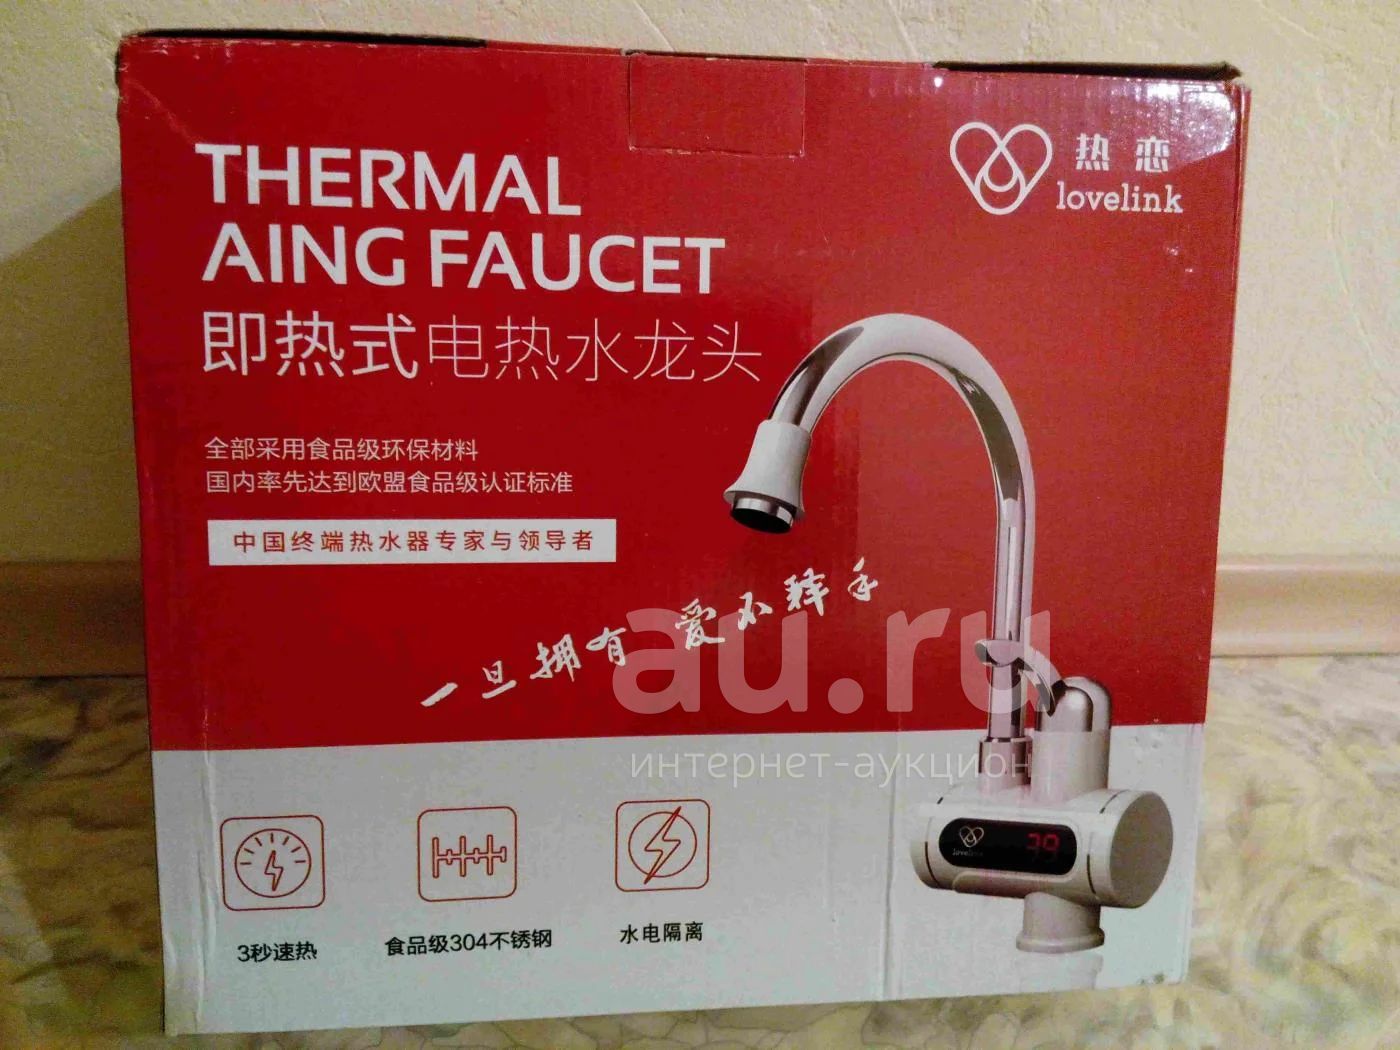 THERMAL
AING FAUCET
即热式电热水龙头
热恋
lovelink
全部采用食品级环保材料
国内率先达到欧盟食品级认证标准
中国终端热水器专家与领导者
一旦拥有 爱不释手
au.ru
интернет-аукцион
lovelink
39
3秒速热
食品级304不锈钢
水电隔离